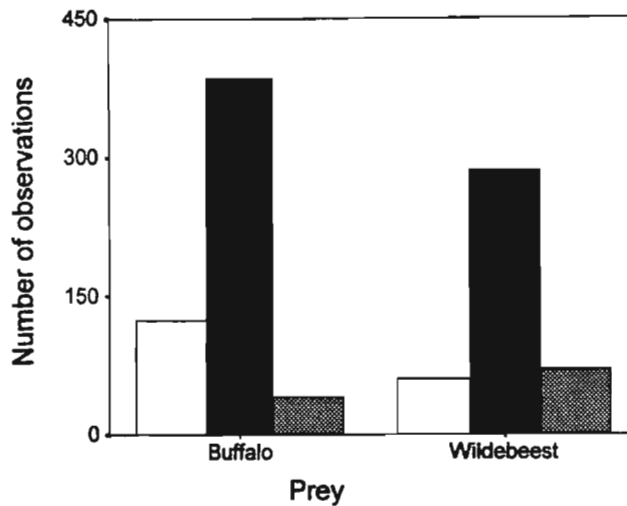 Number of observations
450
300
150
0
Buffalo
Wildebeest
Prey